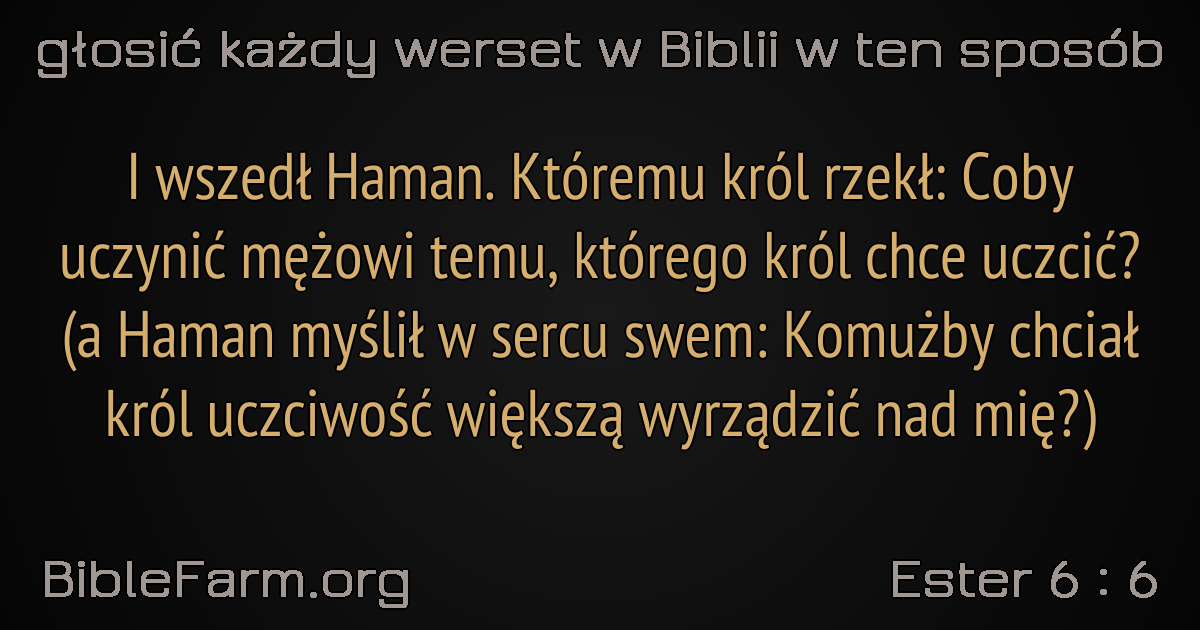 głosić każdy werset w Biblii w ten sposób
I wszedł Haman. Któremu król rzekł: Coby
uczynić mężowi temu, którego król chce uczcić?
(a Haman myślił w sercu swem: Komużby chciał
król uczciwość większą wyrządzić nad mię?)
BibleFarm.org
Ester 6 : 6